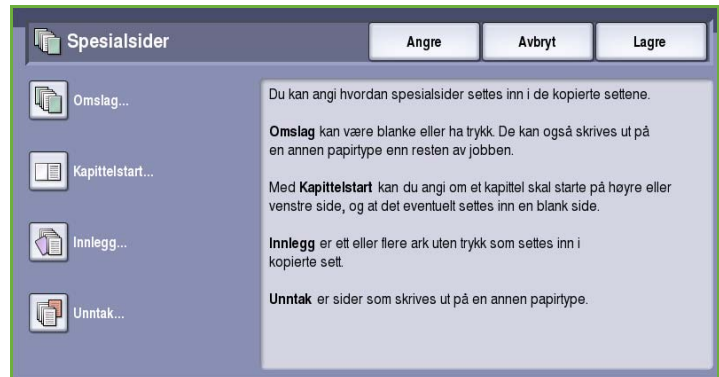 Spesialsider
Angre
Avbryt
Lagre
Omslag...
Kapittelstart...
Innlegg...
Unntak...
Du kan angi hvordan spesialsider settes inn i de kopierte settene.
Omslag kan være blanke eller ha trykk. De kan også skrives ut på
en annen papirtype enn resten av jobben.
Med Kapittelstart kan du angi om et kapittel skal starte på høyre eller
venstre side, og at det eventuelt settes inn en blank side.
Innlegg er ett eller flere ark uten trykk som settes inn i
kopierte sett.
Unntak er sider som skrives ut på en annen papirtype.